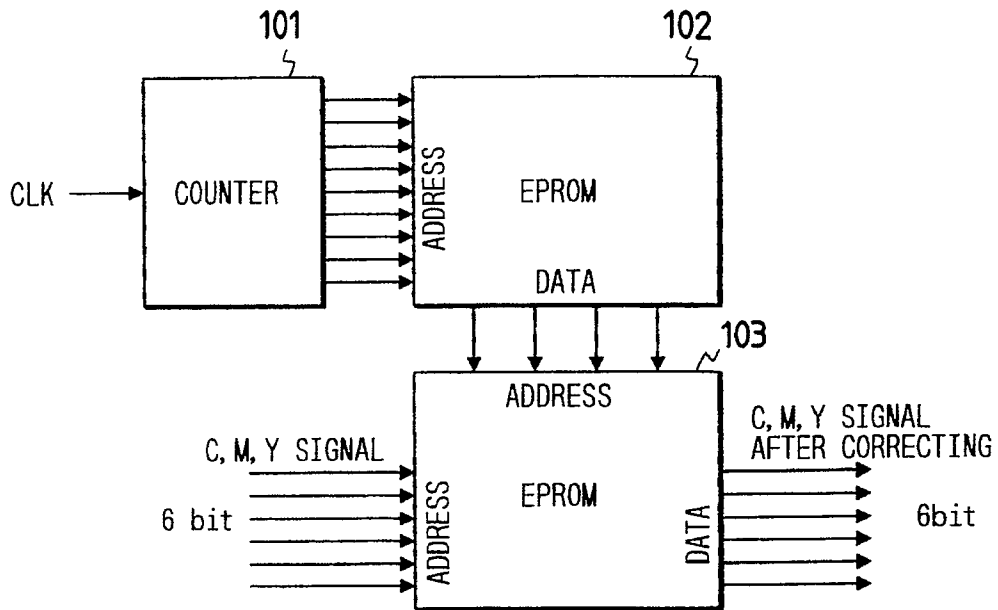 101
102
CLK
COUNTER
ADDRESS
EPROM
DATA
103
ADDRESS
C, M, Y SIGNAL
6 bit
ADDRESS
EPROM
DATA
C, M, Y SIGNAL
AFTER CORRECTING
6bit